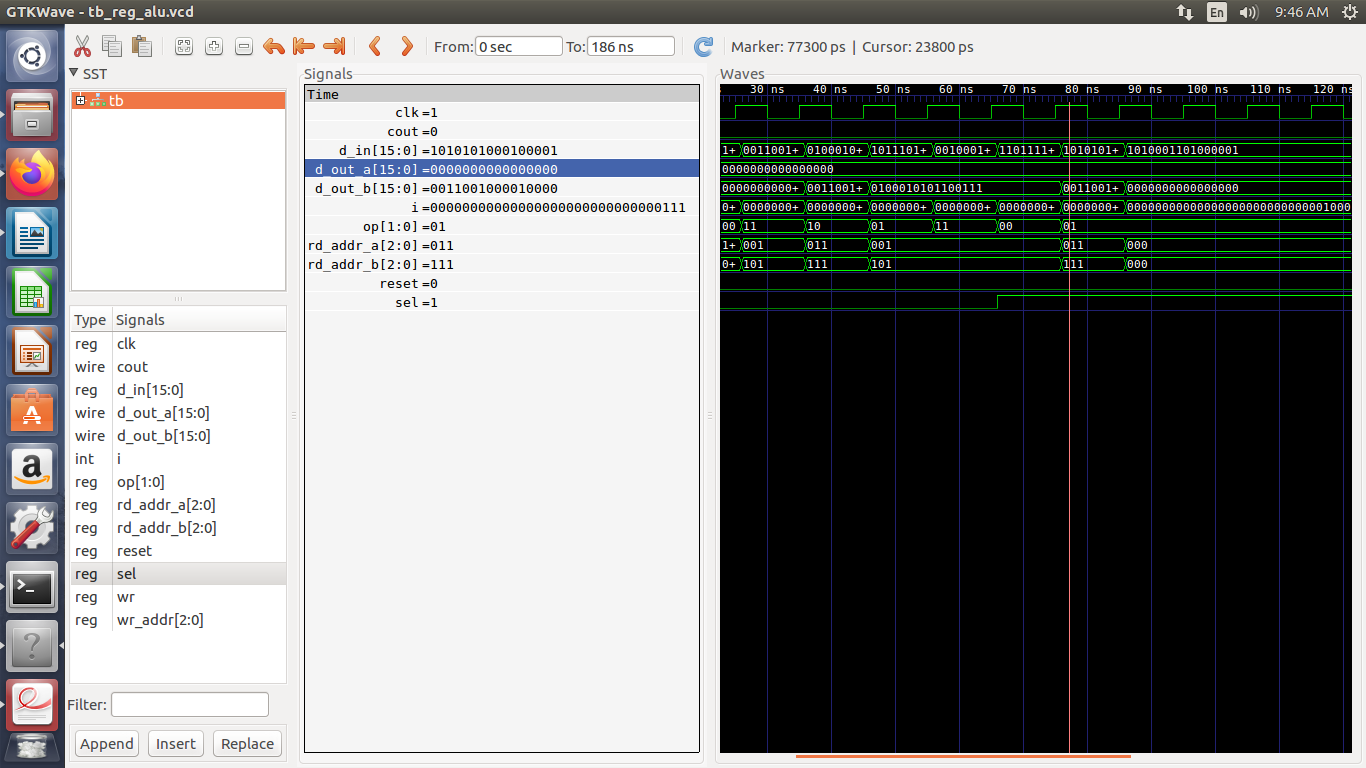 GTKWave - tb_reg_alu.vcd
En
9:46 AM
From: 0 sec To: 186 ns Marker: 77300 ps | Cursor: 23800 ps
SST
tb
Type Signals
reg clk
wire cout
reg d_in[15:0]
wire d_out_a[15:0]
wire d_out_b[15:0]
int i
reg op[1:0]
reg rd_addr_a[2:0]
reg rd_addr_b[2:0]
reg reset
reg sel
reg wr
reg wr_addr[2:0]
Filter:
Append Insert Replace
Signals
Time
clk =1
cout =0
d_in[15:0] =1010101000100001
d_out_a[15:0] =0000000000000000
d_out_b[15:0] =0011001000010000
i =00000000000000000000000000000111
op[1:0] =01
rd_addr_a[2:0] =011
rd_addr_b[2:0] =111
reset =0
sel =1
Waves
30 ns 40 ns 50 ns 60 ns 70 ns 80 ns 90 ns 100 ns 110 ns 120 ns
1+ 0011001+ 0100010+ 1011101+ 0010001+ 1101111+ 1010101+ 1010001101000001
0000000000000000
0000000000+ 0011001+ 0100010101100111 0011001+ 0000000000000000
0+ 0000000+ 0000000+ 0000000+ 0000000+ 0000000+ 0000000+ 00000000000000000000000000001000
00 11 10 01 11 00 01
1+ 001 011 001 011 000
0+ 101 111 101 111 000